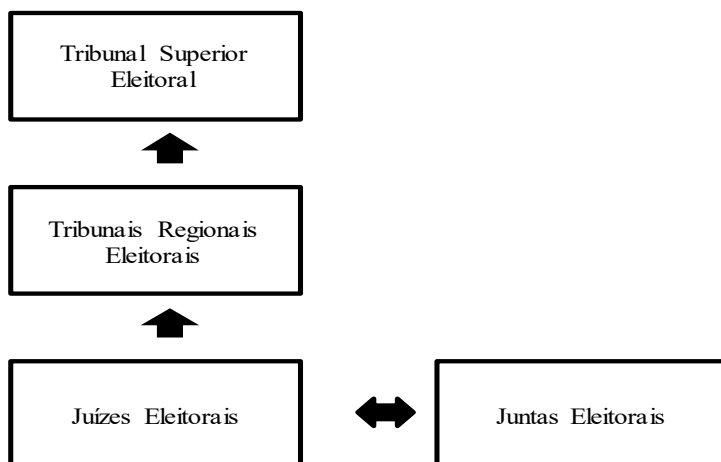 Tribunal Superior
Eleitoral
Tribunais Regionais
Eleitorais
Juízes Eleitorais
Juntas Eleitorais